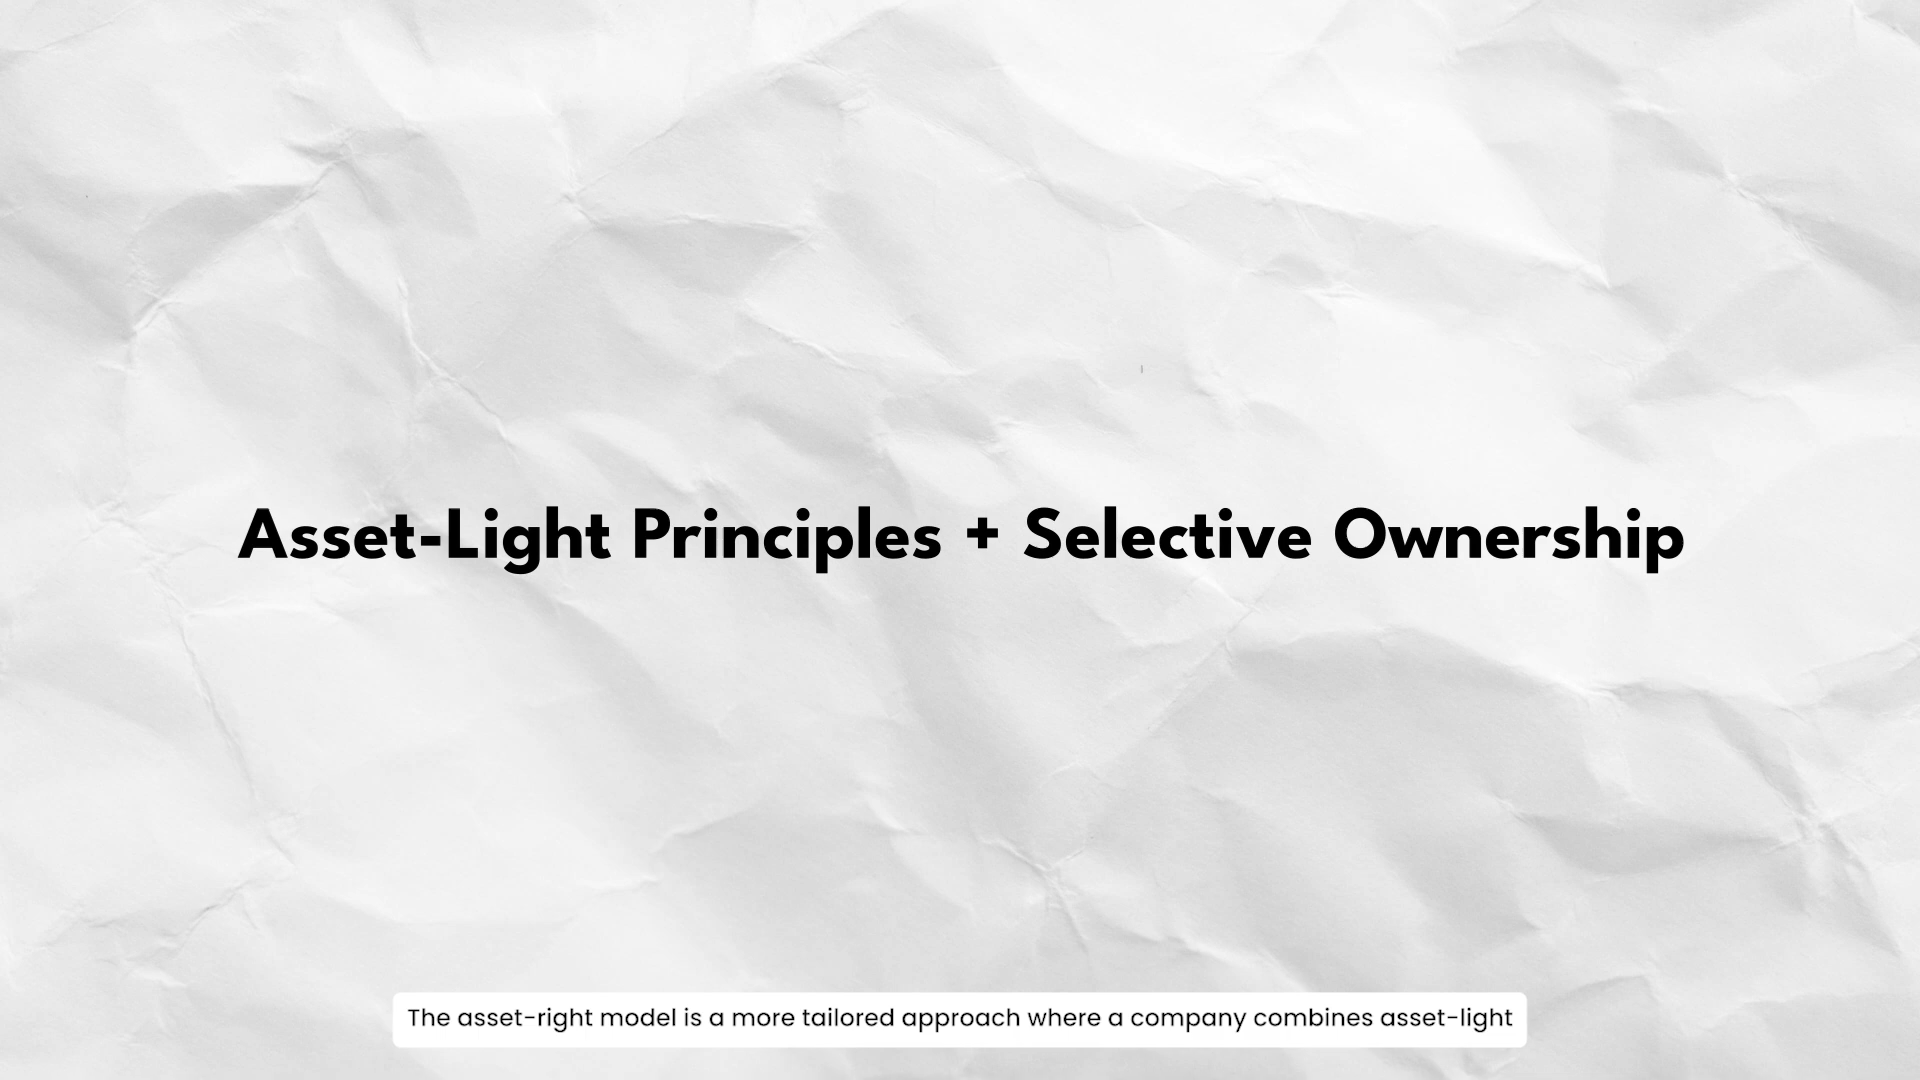 Asset-Light Principles + Selective Ownership
The asset-right model is a more tailored approach where a company combines asset-light